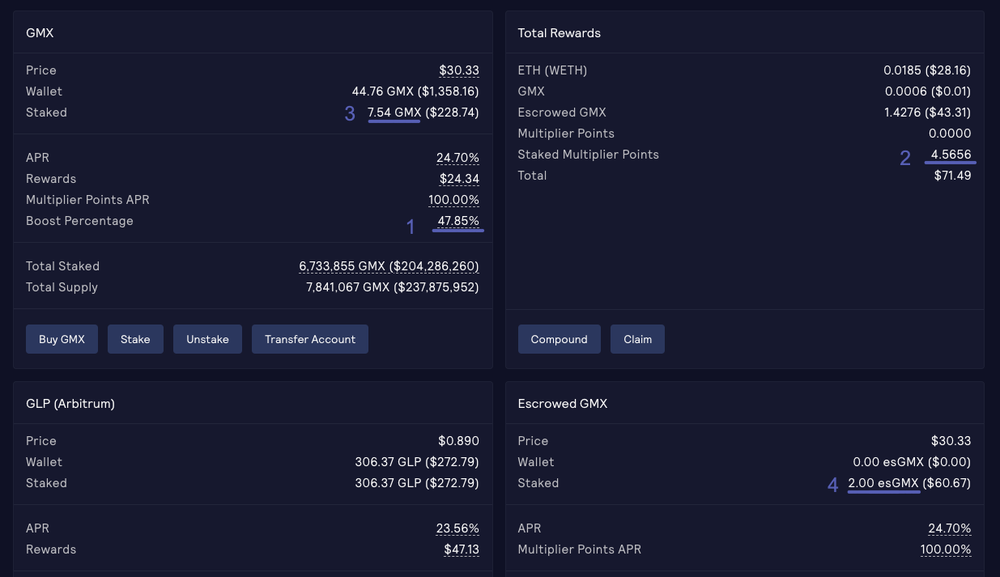 GMX
Price $30.33
Wallet 44.76 GMX ($1,358.16)
Staked 3 7.54 GMX ($228.74)
APR 24.70%
Rewards $24.34
Multiplier Points APR 100.00%
Boost Percentage 1 47.85%
Total Staked 6,733,855 GMX ($204,286,260)
Total Supply 7,841,067 GMX ($237,875,952)
Buy GMX Stake Unstake Transfer Account
Total Rewards
ETH (WETH) 0.0185 ($28.16)
GMX 0.0006 ($0.01)
Escrowed GMX 1.4276 ($43.31)
Multiplier Points 0.0000
Staked Multiplier Points 2 4.5656
Total $71.49
Compound Claim
GLP (Arbitrum)
Price $0.890
Wallet 306.37 GLP ($272.79)
Staked 306.37 GLP ($272.79)
APR 23.56%
Rewards $47.13
Escrowed GMX
Price $30.33
Wallet 0.00 esGMX ($0.00)
Staked 4 2.00 esGMX ($60.67)
APR 24.70%
Multiplier Points APR 100.00%